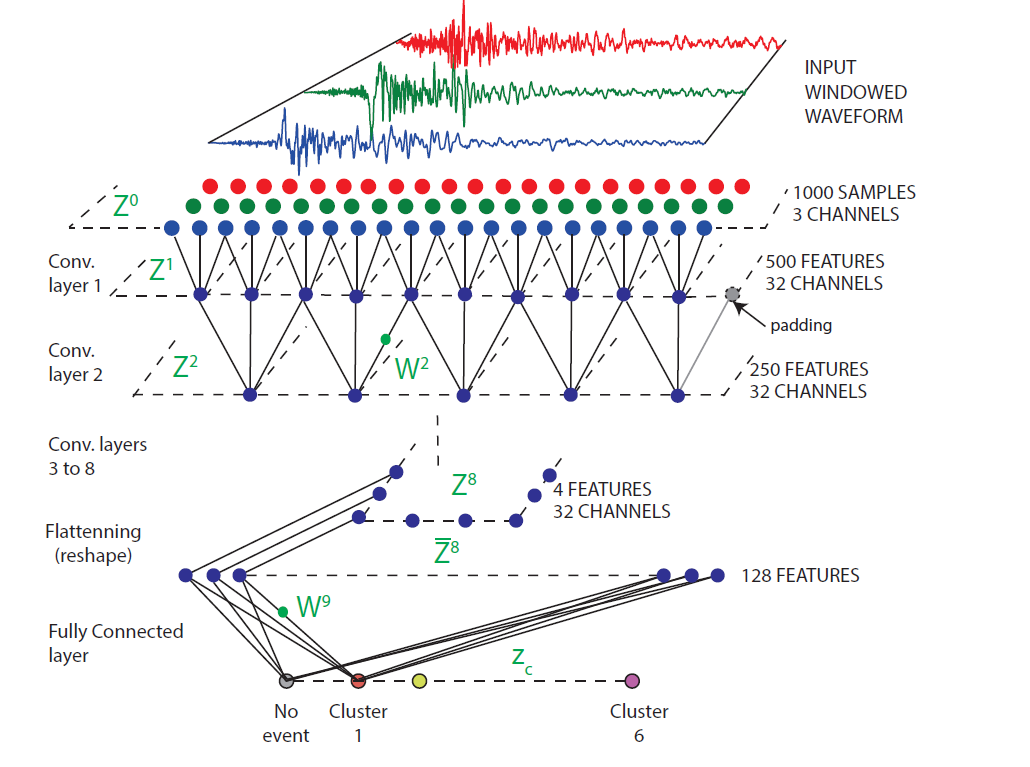 INPUT
WINDOWED
WAVEFORM
Z⁰
1000 SAMPLES
3 CHANNELS
Conv.
layer 1
Z¹
500 FEATURES
32 CHANNELS
padding
Conv.
layer 2
Z²
W²
250 FEATURES
32 CHANNELS
Conv. layers
3 to 8
Z⁸
4 FEATURES
32 CHANNELS
Flattening
(reshape)
Z̅⁸
128 FEATURES
W⁹
Fully Connected
layer
z_c
No
event
Cluster
1
Cluster
6